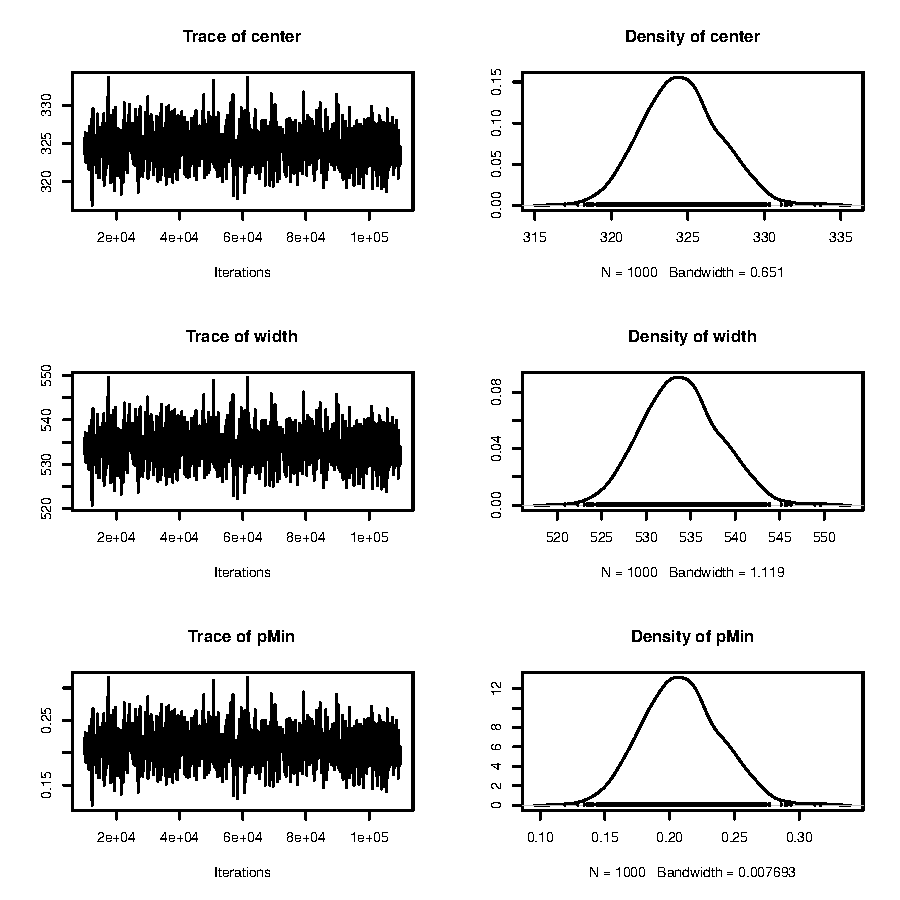 Trace of center
Density of center
330
325
320
2e+04 4e+04 6e+04 8e+04 1e+05
Iterations
0.15
0.10
0.05
0.00
315 320 325 330 335
N = 1000 Bandwidth = 0.651
Trace of width
Density of width
550
540
530
520
2e+04 4e+04 6e+04 8e+04 1e+05
Iterations
0.08
0.04
0.00
520 525 530 535 540 545 550
N = 1000 Bandwidth = 1.119
Trace of pMin
Density of pMin
0.25
0.15
2e+04 4e+04 6e+04 8e+04 1e+05
Iterations
12
8
6
4
2
0
0.10 0.15 0.20 0.25 0.30
N = 1000 Bandwidth = 0.007693